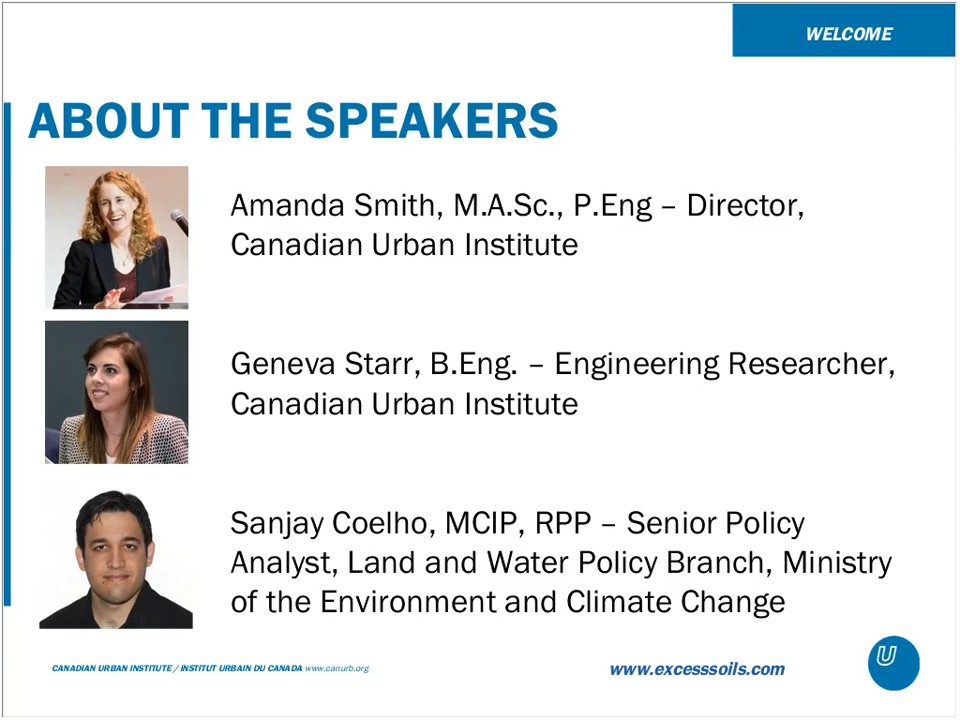 WELCOME
ABOUT THE SPEAKERS
Amanda Smith, M.A.Sc., P.Eng – Director,
Canadian Urban Institute
Geneva Starr, B.Eng. – Engineering Researcher,
Canadian Urban Institute
Sanjay Coelho, MCIP, RPP – Senior Policy
Analyst, Land and Water Policy Branch, Ministry
of the Environment and Climate Change
CANADIAN URBAN INSTITUTE / INSTITUT URBAIN DU CANADA www.canurb.org
www.excesssoils.com
U